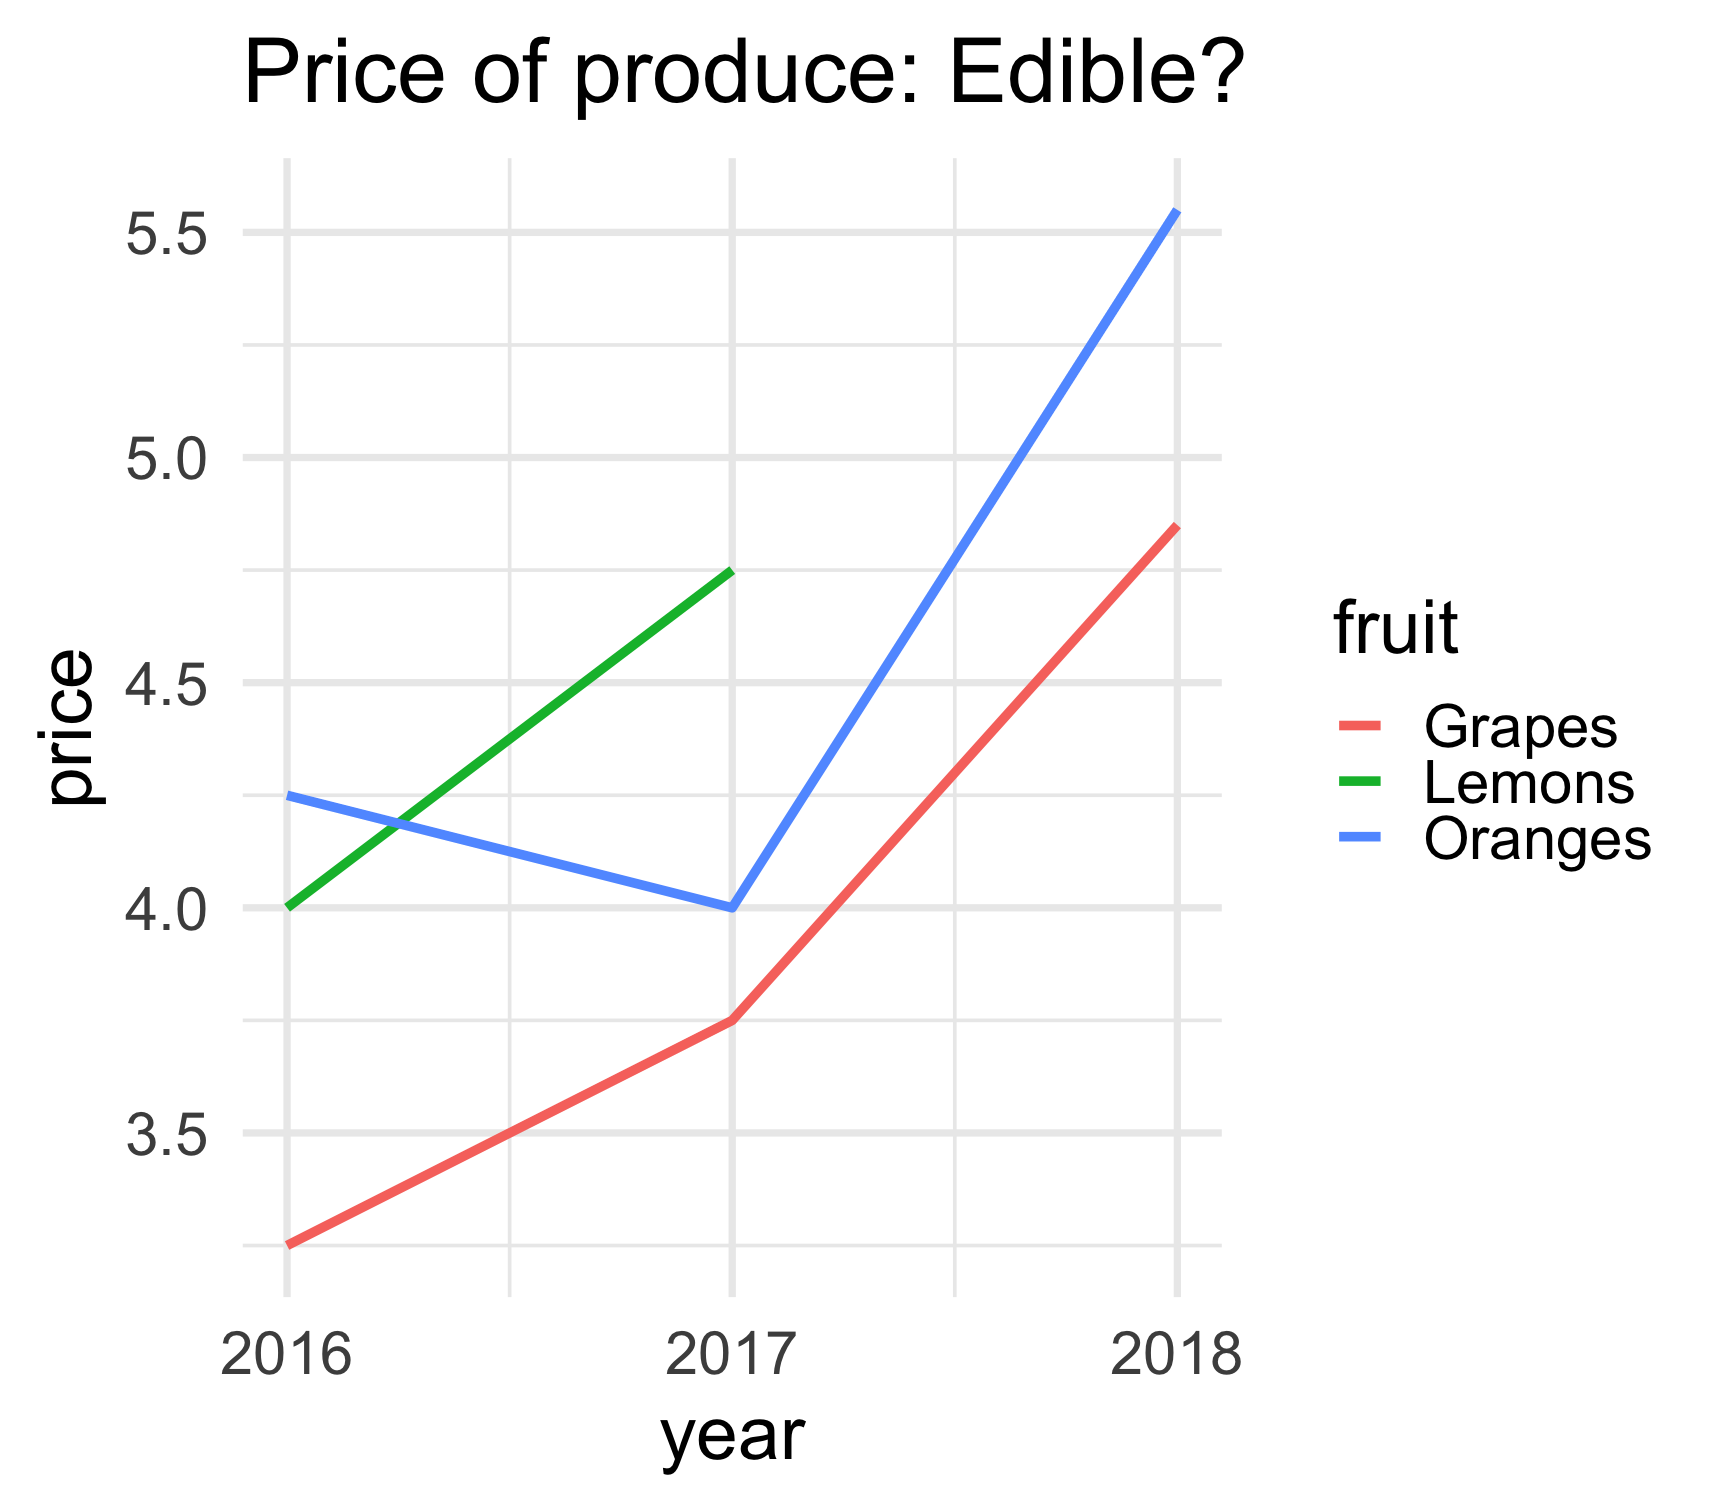 Price of produce: Edible?
5.5
5.0
4.5
4.0
3.5
price
2016 2017 2018
year
fruit
Grapes
Lemons
Oranges